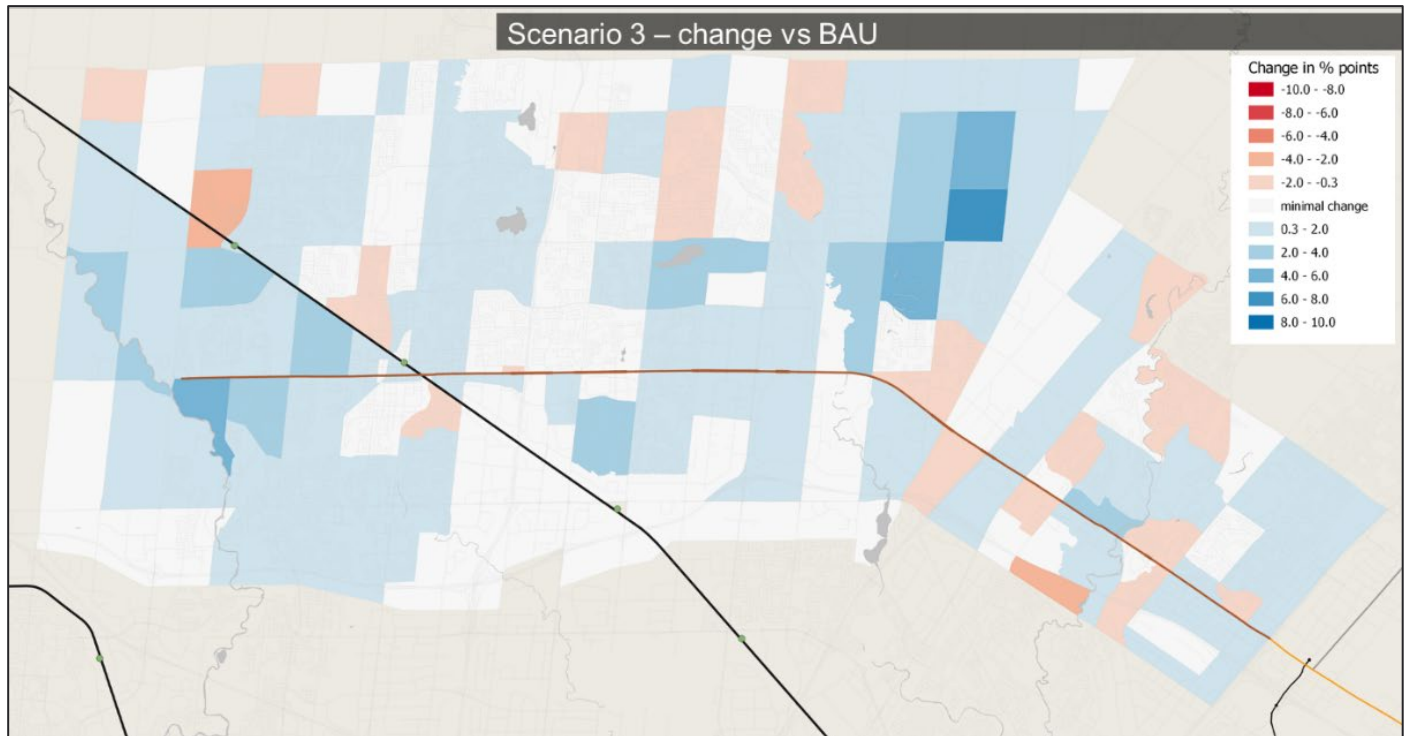 Scenario 3 – change vs BAU
Change in % points
-10.0 - -8.0
-8.0 - -6.0
-6.0 - -4.0
-4.0 - -2.0
-2.0 - -0.3
minimal change
0.3 - 2.0
2.0 - 4.0
4.0 - 6.0
6.0 - 8.0
8.0 - 10.0